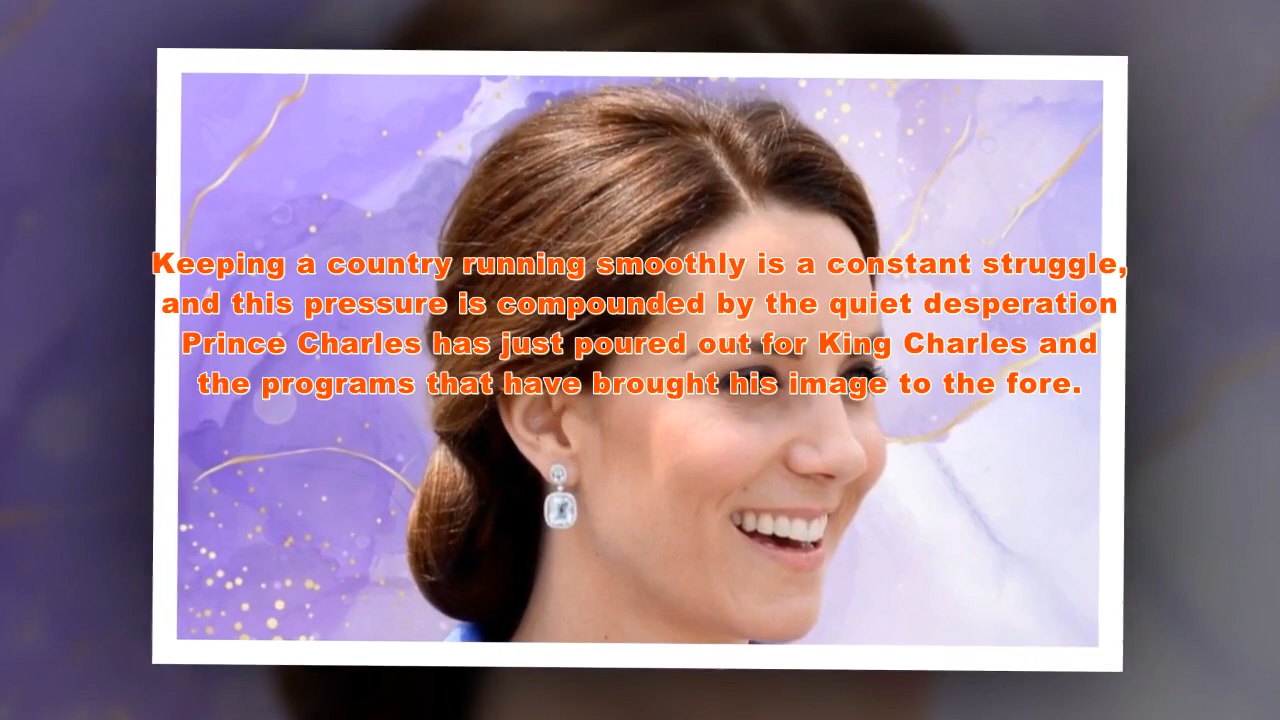 Keeping a country running smoothly is a constant struggle,
and this pressure is compounded by the quiet desperation
Prince Charles has just poured out for King Charles and
the programs that have brought his image to the fore.